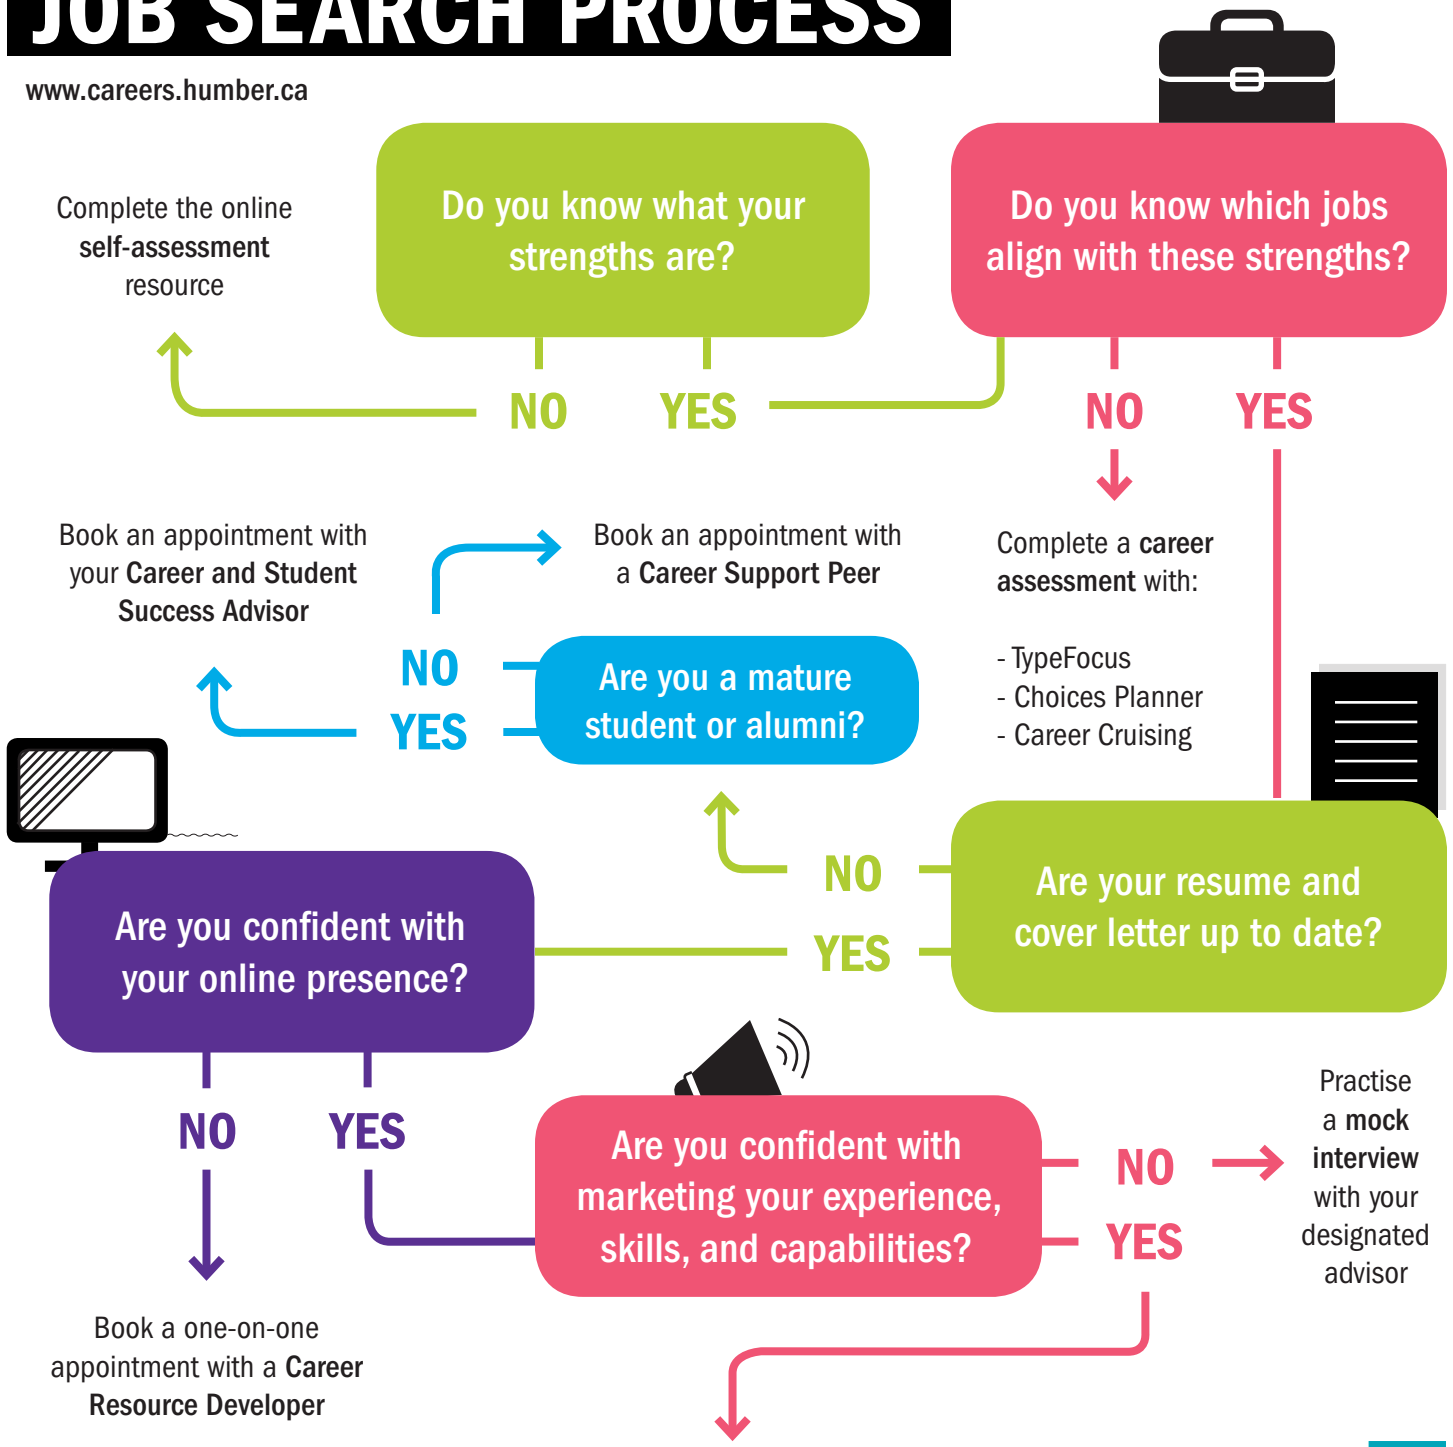 JOB SEARCH PROCESS
www.careers.humber.ca
Complete the online
self-assessment
resource
Do you know what your
strengths are?
NO
YES
Do you know which jobs
align with these strengths?
NO
YES
Complete a career
assessment with:
- TypeFocus
- Choices Planner
- Career Cruising
Book an appointment with
your Career and Student
Success Advisor
Book an appointment with
a Career Support Peer
NO
YES
Are you a mature
student or alumni?
NO
YES
Are your resume and
cover letter up to date?
Are you confident with
your online presence?
NO
YES
Book a one-on-one
appointment with a Career
Resource Developer
Are you confident with
marketing your experience,
skills, and capabilities?
NO
YES
Practise
a mock
interview
with your
designated
advisor